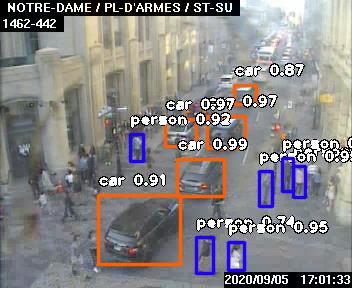 NOTRE-DAME / PL-D'ARMES / ST-SU
1462-442
car 0.87
car 0.97
0.97
person 0.92
car 0.99
person 0.9
car 0.91
person 0.74
person 0.95
2020/09/05 17:01:33